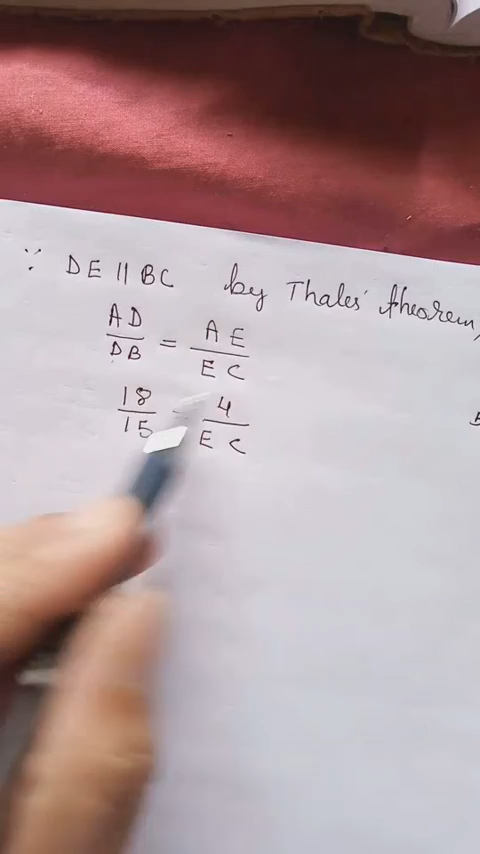 ∵ DE || BC by Thales' theorem,
AD/DB = AE/EC
18/15 = 4/EC